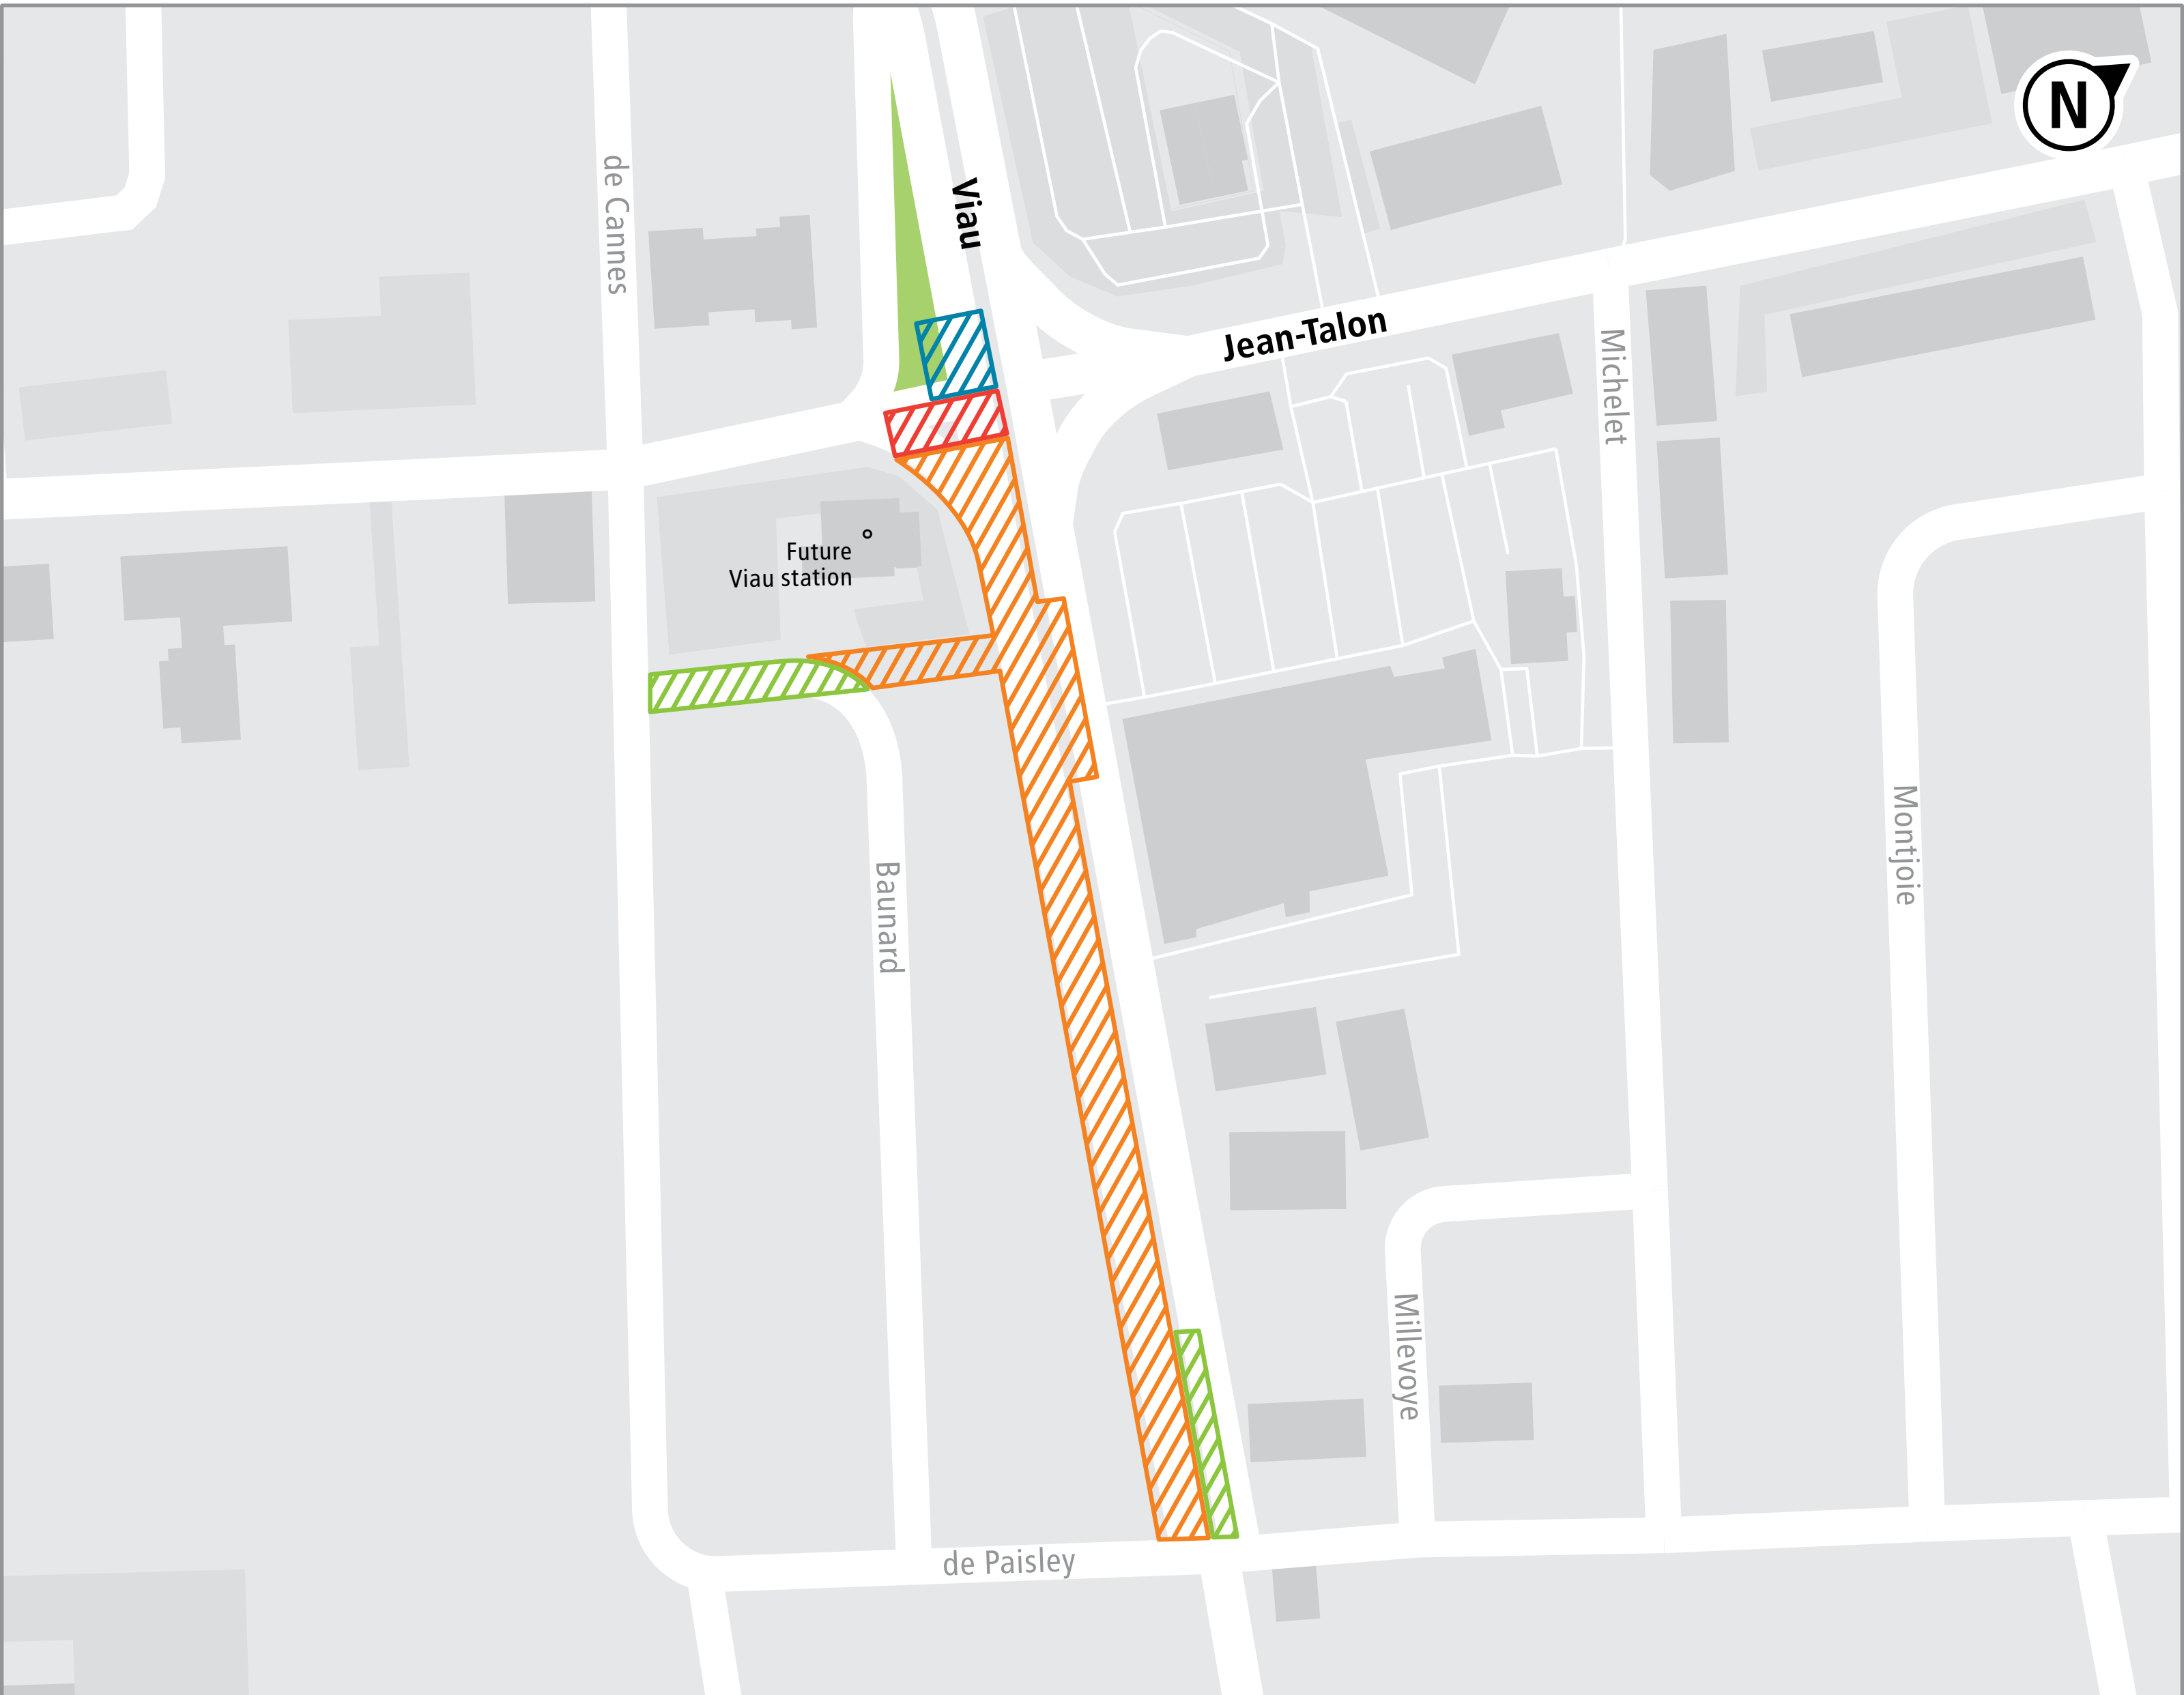 N
de Cannes
Viau
Jean-Talon
Michelet
Future
Viau station
Montjoie
Baunard
Millevoye
de Paisley